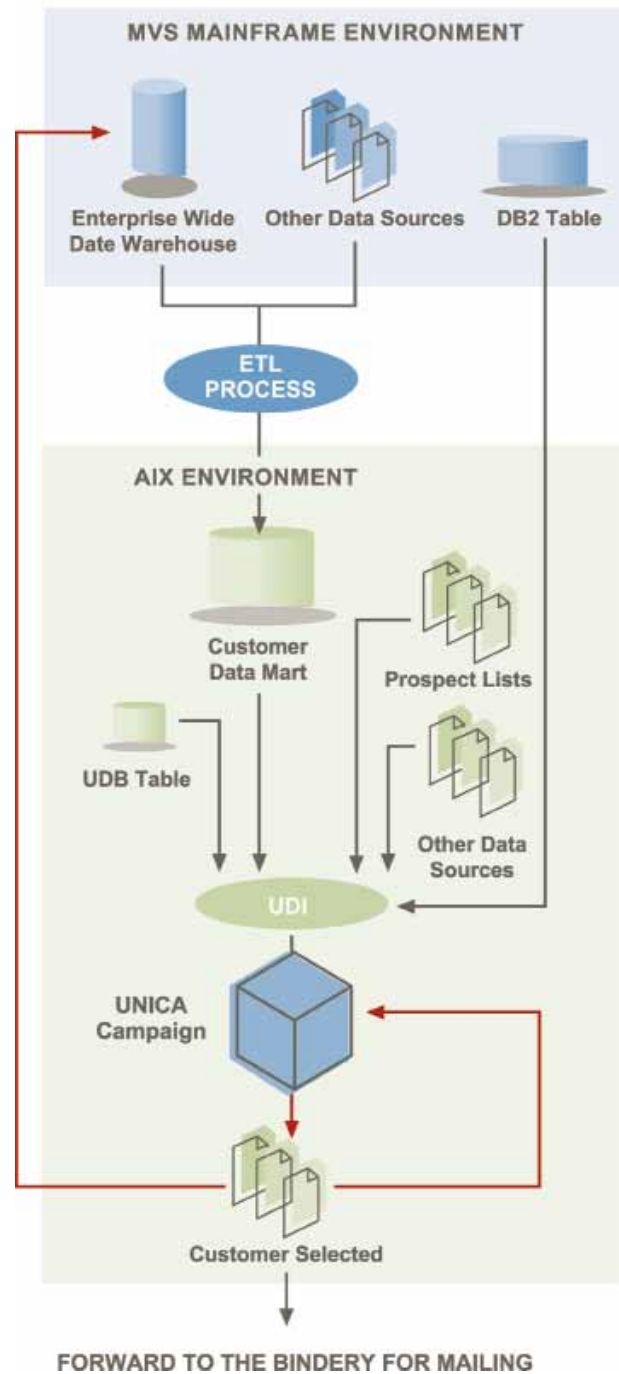 MVS MAINFRAME ENVIRONMENT
Enterprise Wide
Date Warehouse
Other Data Sources
DB2 Table
ETL
PROCESS
AIX ENVIRONMENT
Customer
Data Mart
Prospect Lists
UDB Table
Other Data
Sources
UDI
UNICA
Campaign
Customer Selected
FORWARD TO THE BINDERY FOR MAILING